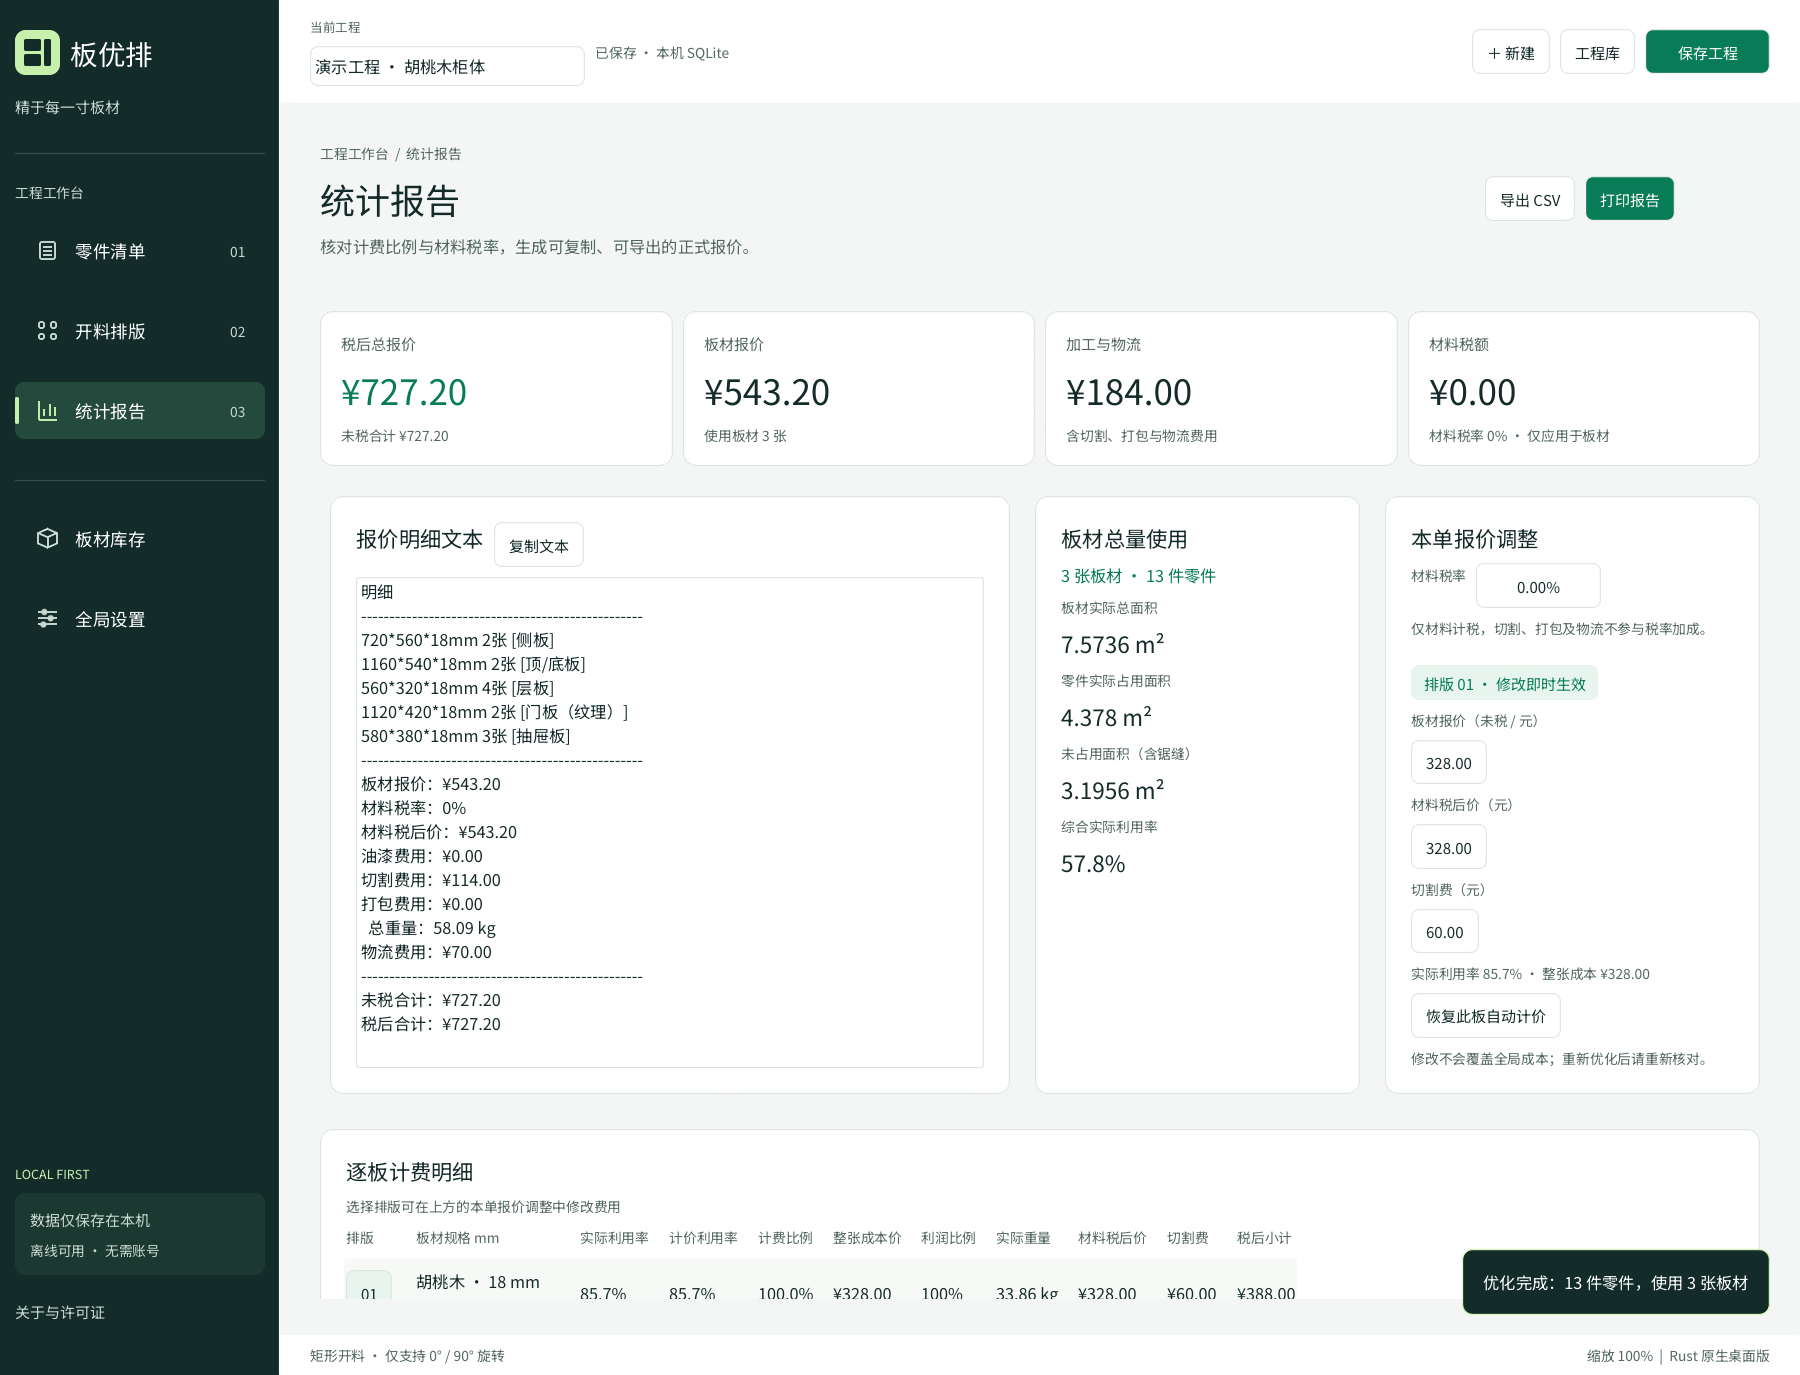 板优排
精于每一寸板材
工程工作台
零件清单 01
开料排版 02
统计报告 03
板材库存
全局设置
LOCAL FIRST
数据仅保存在本机
离线可用 • 无需账号
关于与许可证
当前工程
演示工程 • 胡桃木柜体
已保存 • 本机 SQLite
+ 新建
工程库
保存工程
工程工作台 / 统计报告
统计报告
核对计费比例与材料税率，生成可复制、可导出的正式报价。
导出 CSV
打印报告
税后总报价
¥727.20
未税合计 ¥727.20
板材报价
¥543.20
使用板材 3 张
加工与物流
¥184.00
含切割、打包与物流费用
材料税额
¥0.00
材料税率 0% • 仅应用于板材
报价明细文本
复制文本
明细
--------------------------------------------------
720*560*18mm 2张 [侧板]
1160*540*18mm 2张 [顶/底板]
560*320*18mm 4张 [层板]
1120*420*18mm 2张 [门板（纹理）]
580*380*18mm 3张 [抽屉板]
--------------------------------------------------
板材报价：¥543.20
材料税率：0%
材料税后价：¥543.20
油漆费用：¥0.00
切割费用：¥114.00
打包费用：¥0.00
总重量：58.09 kg
物流费用：¥70.00
--------------------------------------------------
未税合计：¥727.20
税后合计：¥727.20
板材总量使用
3 张板材 • 13 件零件
板材实际总面积
7.5736 m²
零件实际占用面积
4.378 m²
未占用面积（含锯缝）
3.1956 m²
综合实际利用率
57.8%
本单报价调整
材料税率 0.00%
仅材料计税，切割、打包及物流不参与税率加成。
排版 01 • 修改即时生效
板材报价（未税 / 元）
328.00
材料税后价（元）
328.00
切割费（元）
60.00
实际利用率 85.7% • 整张成本 ¥328.00
恢复此板自动计价
修改不会覆盖全局成本；重新优化后请重新核对。
逐板计费明细
选择排版可在上方的本单报价调整中修改费用
排版 板材规格 mm 实际利用率 计价利用率 计费比例 整张成本价 利润比例 实际重量 材料税后价 切割费 税后小计
01 胡桃木 • 18 mm 85.7% 85.7% 100.0% ¥328.00 100% 33.86 kg ¥328.00 ¥60.00 ¥388.00
优化完成：13 件零件，使用 3 张板材
矩形开料 • 仅支持 0° / 90° 旋转
缩放 100% | Rust 原生桌面版